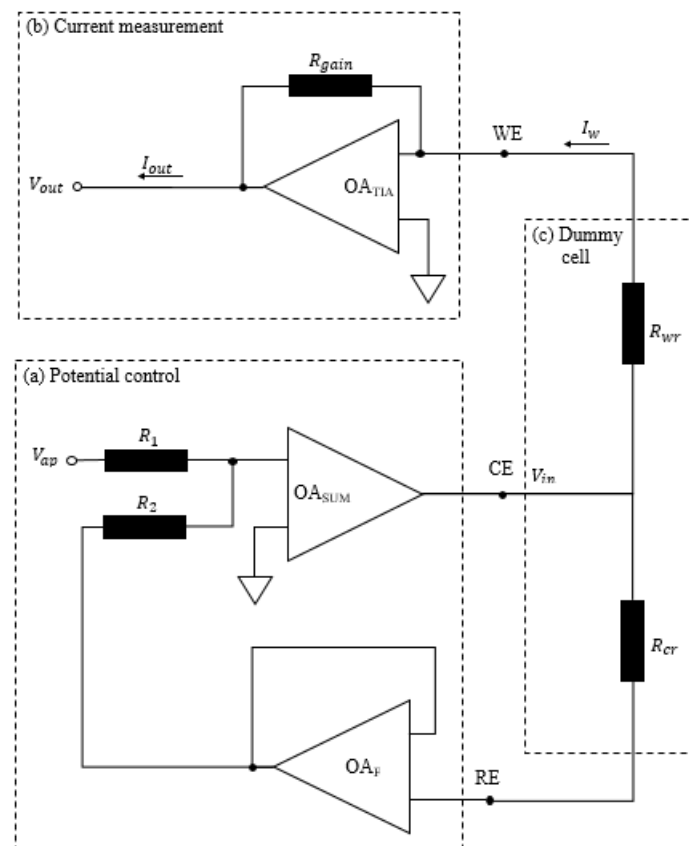 (b) Current measurement
R_gain
WE
I_w
I_out
V_out
OA_TIA
(c) Dummy
cell
R_wr
(a) Potential control
R_1
V_ap
CE
V_in
OA_SUM
R_2
R_cr
OA_F
RE